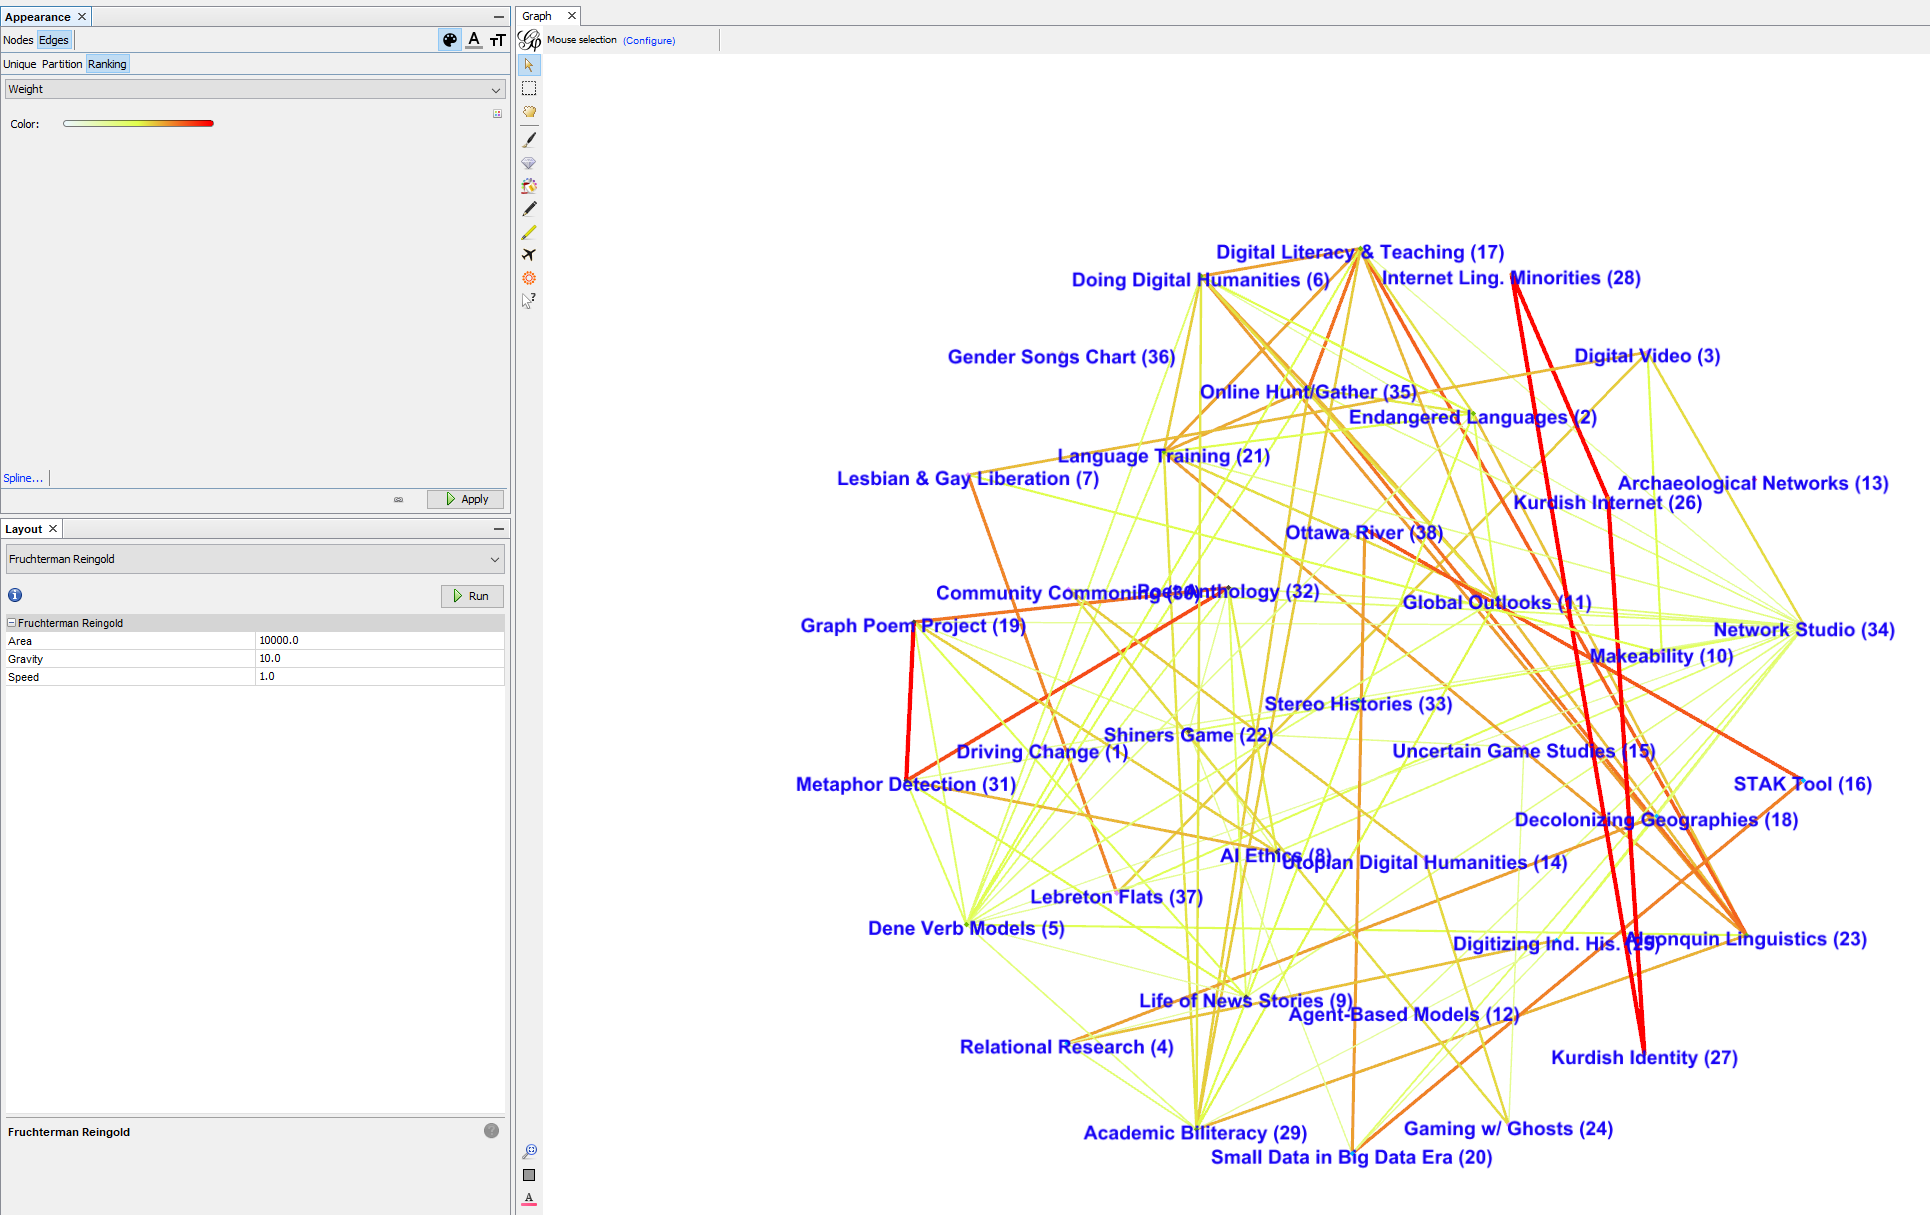 Appearance
Nodes Edges
Unique Partition Ranking
Weight
Color:
Spline...
Apply
Layout
Fruchterman Reingold
Run
Fruchterman Reingold
Area 10000.0
Gravity 10.0
Speed 1.0
Fruchterman Reingold
Graph
Mouse selection (Configure)
Digital Literacy & Teaching (17)
Doing Digital Humanities (6)
Internet Ling. Minorities (28)
Gender Songs Chart (36)
Digital Video (3)
Online Hunt/Gather (35)
Endangered Languages (2)
Language Training (21)
Lesbian & Gay Liberation (7)
Archaeological Networks (13)
Kurdish Internet (26)
Ottawa River (38)
Community Commoning
Poet Anthology (32)
Global Outlooks (11)
Graph Poem Project (19)
Network Studio (34)
Makeability (10)
Stereo Histories (33)
Shiners Game (22)
Driving Change (1)
Uncertain Game Studies (15)
Metaphor Detection (31)
STAK Tool (16)
Decolonizing Geographies (18)
AI Ethics (8)
Utopian Digital Humanities (14)
Lebreton Flats (37)
Dene Verb Models (5)
Digitizing Ind. His.
Algonquin Linguistics (23)
Life of News Stories (9)
Agent-Based Models (12)
Relational Research (4)
Kurdish Identity (27)
Academic Biliteracy (29)
Gaming w/ Ghosts (24)
Small Data in Big Data Era (20)